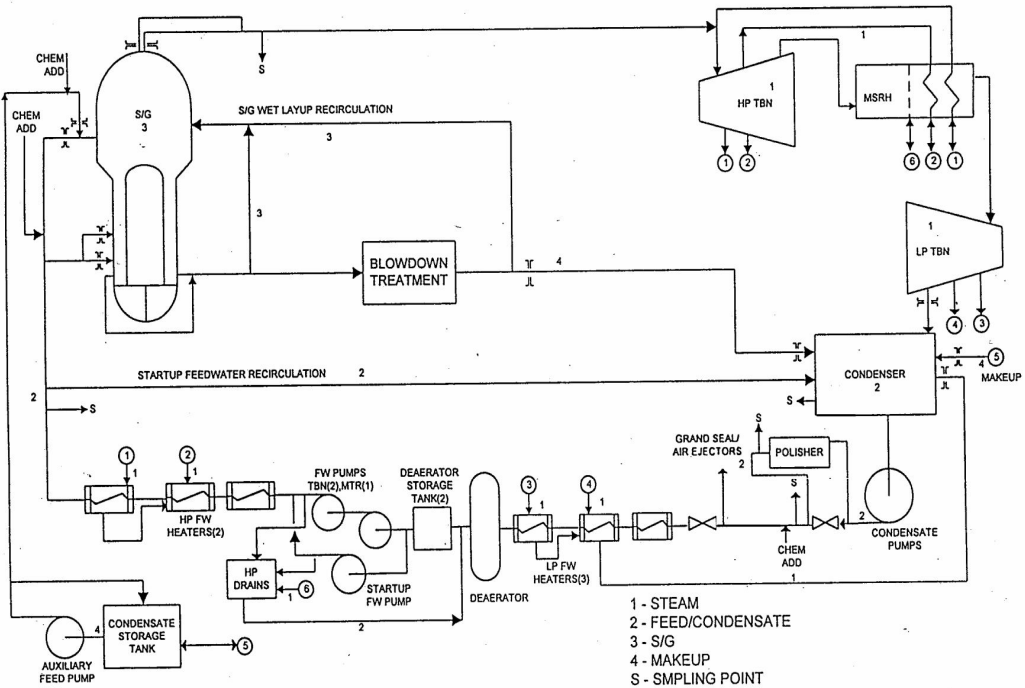 CHEM
ADD
CHEM
ADD
S
S/G
3
S/G WET LAYUP RECIRCULATION
3
3
BLOWDOWN
TREATMENT
4
1
1
HP TBN
MSRH
1
2
6
2
1
1
LP TBN
4
3
CONDENSER
2
5
4
MAKEUP
S
STARTUP FEEDWATER RECIRCULATION 2
2
S
1
1
2
1
HP FW
HEATERS(2)
FW PUMPS
TBN(2),MTR(1)
DEAERATOR
STORAGE
TANK(2)
HP
DRAINS
1
6
STARTUP
FW PUMP
2
DEAERATOR
3
1
4
1
LP FW
HEATERS(3)
GRAND SEAL/
AIR EJECTORS
S
2
POLISHER
S
CHEM
ADD
2
CONDENSATE
PUMPS
1
CONDENSATE
STORAGE
TANK
4
5
AUXILIARY
FEED PUMP
1 - STEAM
2 - FEED/CONDENSATE
3 - S/G
4 - MAKEUP
S - SMPLING POINT